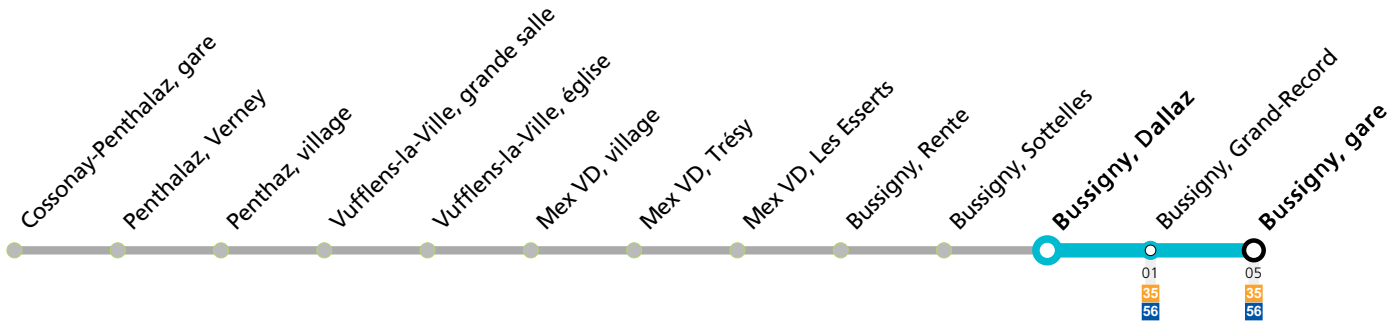 Cossonay-Penthalaz, gare
Penthalaz, Verney
Penthaz, village
Vufflens-la-Ville, grande salle
Vufflens-la-Ville, église
Mex VD, village
Mex VD, Trésy
Mex VD, Les Esserts
Bussigny, Rente
Bussigny, Sottelles
Bussigny, Dallaz
Bussigny, Grand-Record
Bussigny, gare
01
35
56
05
35
56